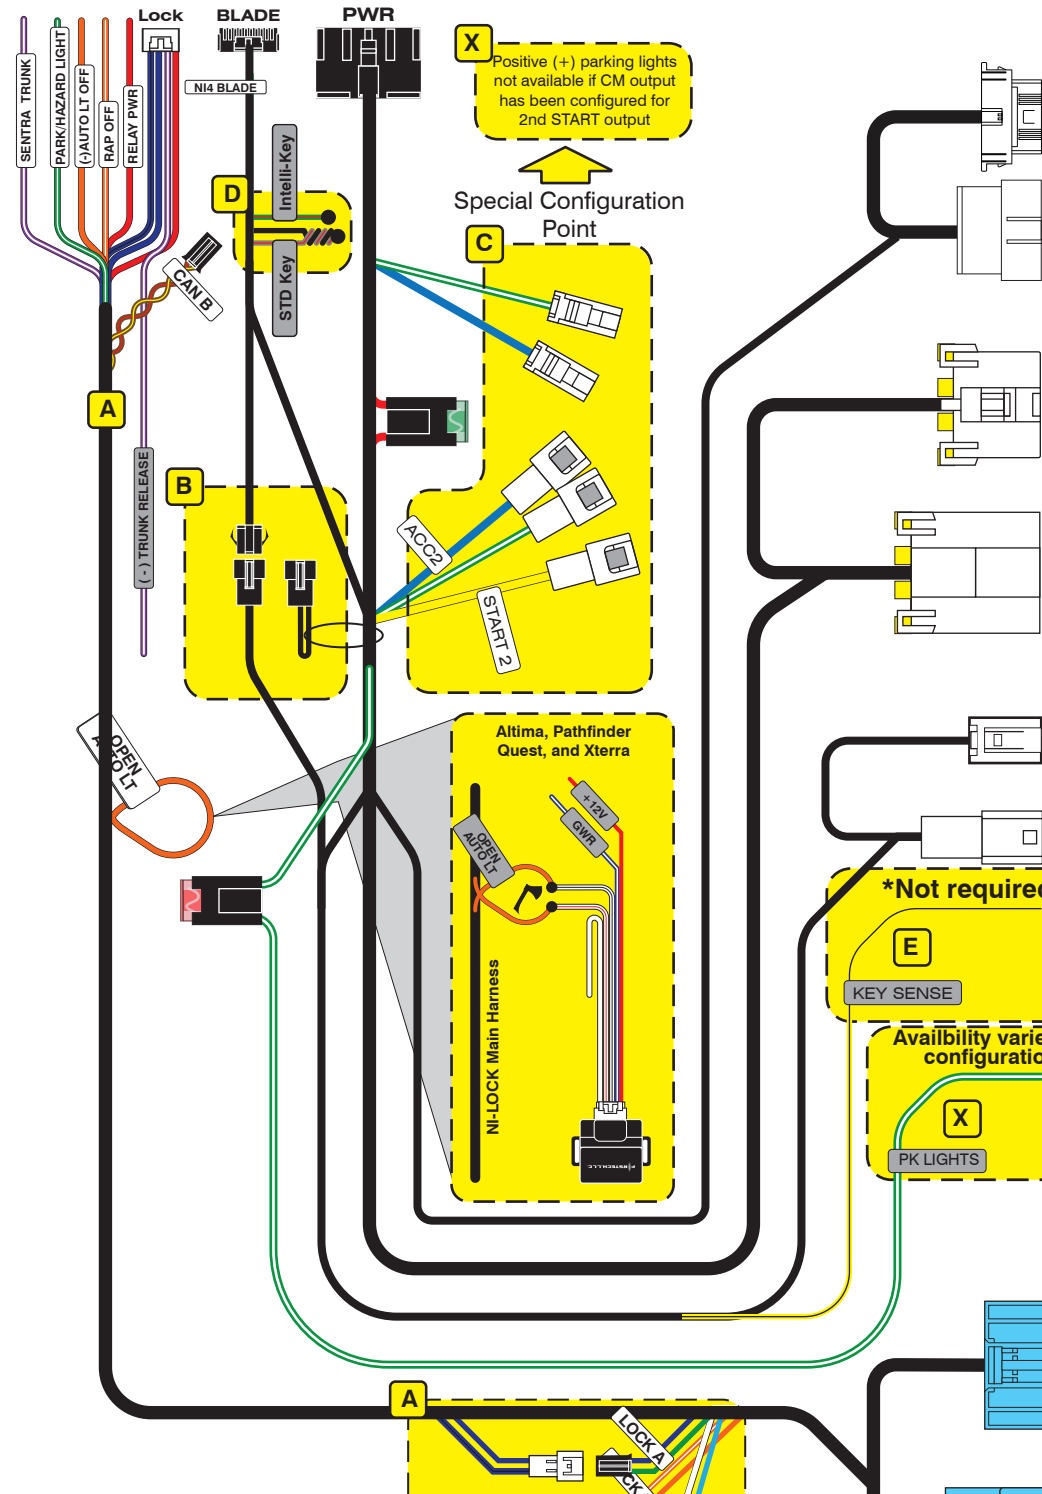 Lock
BLADE
PWR
SENTRA TRUNK
PARK/HAZARD LIGHT
(-)AUTO LT OFF
RAP OFF
RELAY PWR
NI4 BLADE
X
Positive (+) parking lights
not available if CM output
has been configured for
2nd START output
Special Configuration
Point
D
Intelli-Key
STD Key
C
CAN B
A
B
(-) TRUNK RELEASE
ACC2
START 2
OPEN
AUTO LT
Altima, Pathfinder
Quest, and Xterra
+12V
GWR
OPEN
AUTO LT
NI-LOCK Main Harness
FIRSTECH,LLC
*Not required
E
KEY SENSE
Availbility varie
configuratio
X
PK LIGHTS
A
LOCK A